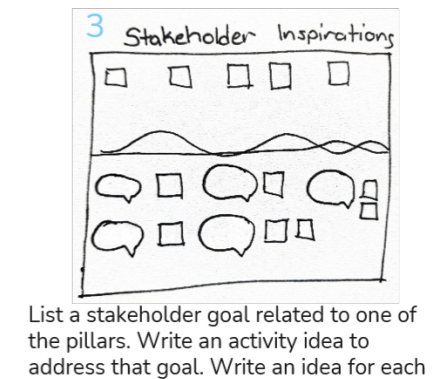 3
Stakeholder Inspirations
List a stakeholder goal related to one of
the pillars. Write an activity idea to
address that goal. Write an idea for each